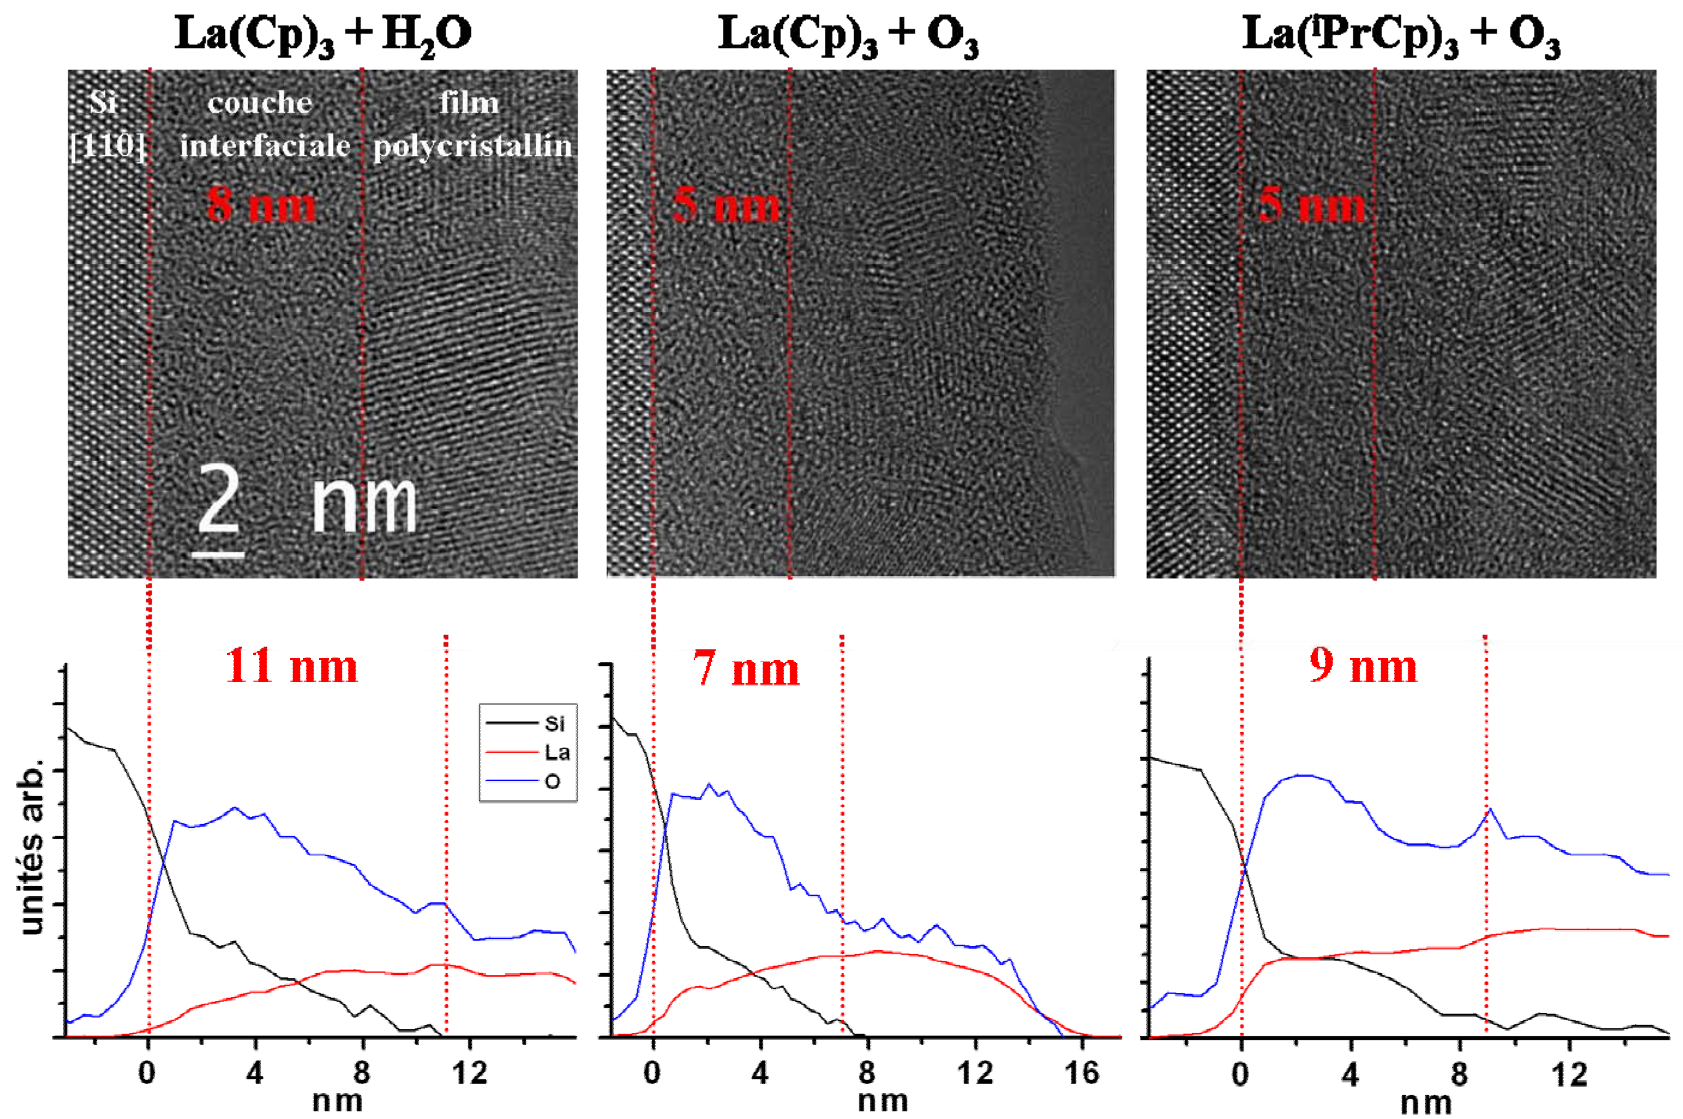 La(Cp)₃ + H₂O
La(Cp)₃ + O₃
La(ⁱPrCp)₃ + O₃
Si
[110]
couche
interfaciale
film
polycristallin
8 nm
5 nm
5 nm
2 nm
11 nm
7 nm
9 nm
Si
La
O
unités arb.
0 4 8 12
nm
0 4 8 12 16
nm
0 4 8 12
nm